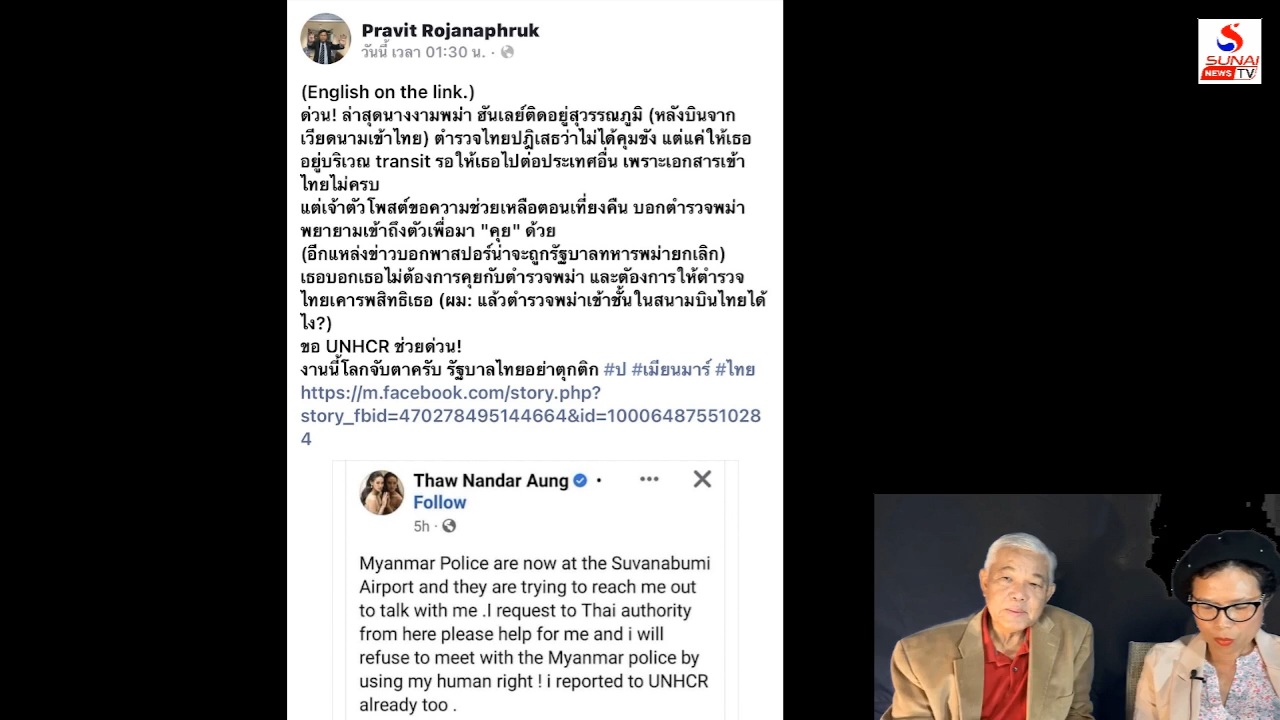 Pravit Rojanaphruk
วันนี้ เวลา 01:30 น. ·
(English on the link.)
ด่วน! ล่าสุดนางงามพม่า ฮันเลย์ติดอยู่สุวรรณภูมิ (หลังบินจาก
เวียดนามเข้าไทย) ตำรวจไทยปฎิเสธว่าไม่ได้คุมขัง แต่แค่ให้เธอ
อยู่บริเวณ transit รอให้เธอไปต่อประเทศอื่น เพราะเอกสารเข้า
ไทยไม่ครบ
แต่เจ้าตัวโพสต์ขอความช่วยเหลือตอนเที่ยงคืน บอกตำรวจพม่า
พยายามเข้าถึงตัวเพื่อมา "คุย" ด้วย
(อีกแหล่งข่าวบอกพาสปอร์น่าจะถูกรัฐบาลทหารพม่ายกเลิก)
เธอบอกเธอไม่ต้องการคุยกับตำรวจพม่า และต้องการให้ตำรวจ
ไทยเคารพสิทธิเธอ (ผม: แล้วตำรวจพม่าเข้าชั้นในสนามบินไทยได้
ไง?)
ขอ UNHCR ช่วยด่วน!
งานนี้โลกจับตาครับ รัฐบาลไทยอย่าตุกติก #ป #เมียนมาร์ #ไทย
https://m.facebook.com/story.php?
story_fbid=470278495144664&id=10006487551028
4
Thaw Nandar Aung ·
Follow
5h ·
Myanmar Police are now at the Suvanabumi
Airport and they are trying to reach me out
to talk with me .I request to Thai authority
from here please help for me and i will
refuse to meet with the Myanmar police by
using my human right ! i reported to UNHCR
already too .
SUNAI
NEWS TV